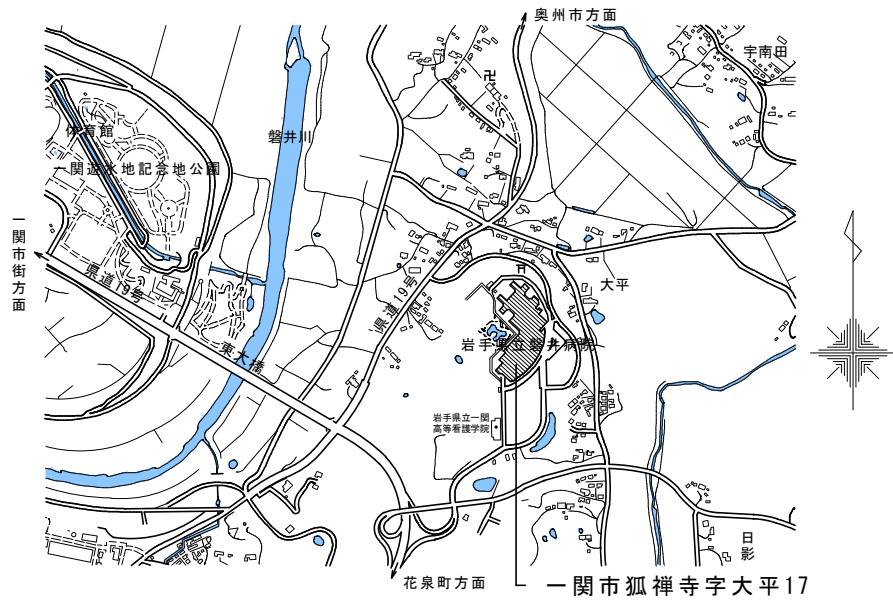 奥州市方面
宇南田
卍
体育館
磐井川
一関遊水地記念地公園
一関市街方面
県道19号
県道19号
大平
東大橋
岩手県立磐井病院
岩手県立一関
高等看護学院
日影
花泉町方面
一関市狐禅寺字大平17